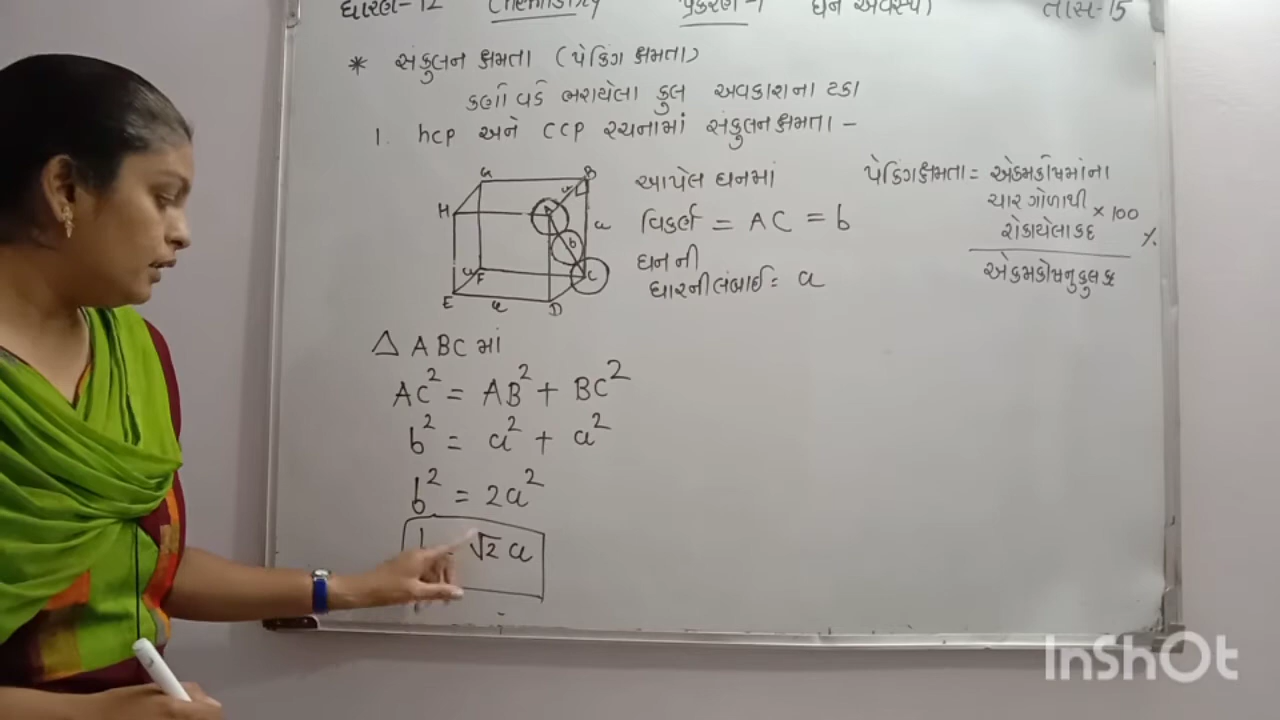 ધોરણ-12 Chemistry પ્રકરણ-1 ઘન અવસ્થા તાસ-15
* સંકુલન ક્ષમતા (પેકિંગ ક્ષમતા)
કણો વડે ભરાયેલા કુલ અવકાશના ટકા
1. hcp અને CCP રચનામાં સંકુલન ક્ષમતા -
G B
H A a
b a
a F C
E a D
આપેલ ઘનમાં
વિકર્ણ = AC = b
ઘનની
ધારની લંબાઈ = a
પેકિંગક્ષમતા = એકમકોષમાંના
ચાર ગોળાથી
રોકાયેલ કદ × 100 %
એકમકોષનુ કુલ કદ
△ ABC માં
AC² = AB² + BC²
b² = a² + a²
b² = 2a²
√2 a
InShOt